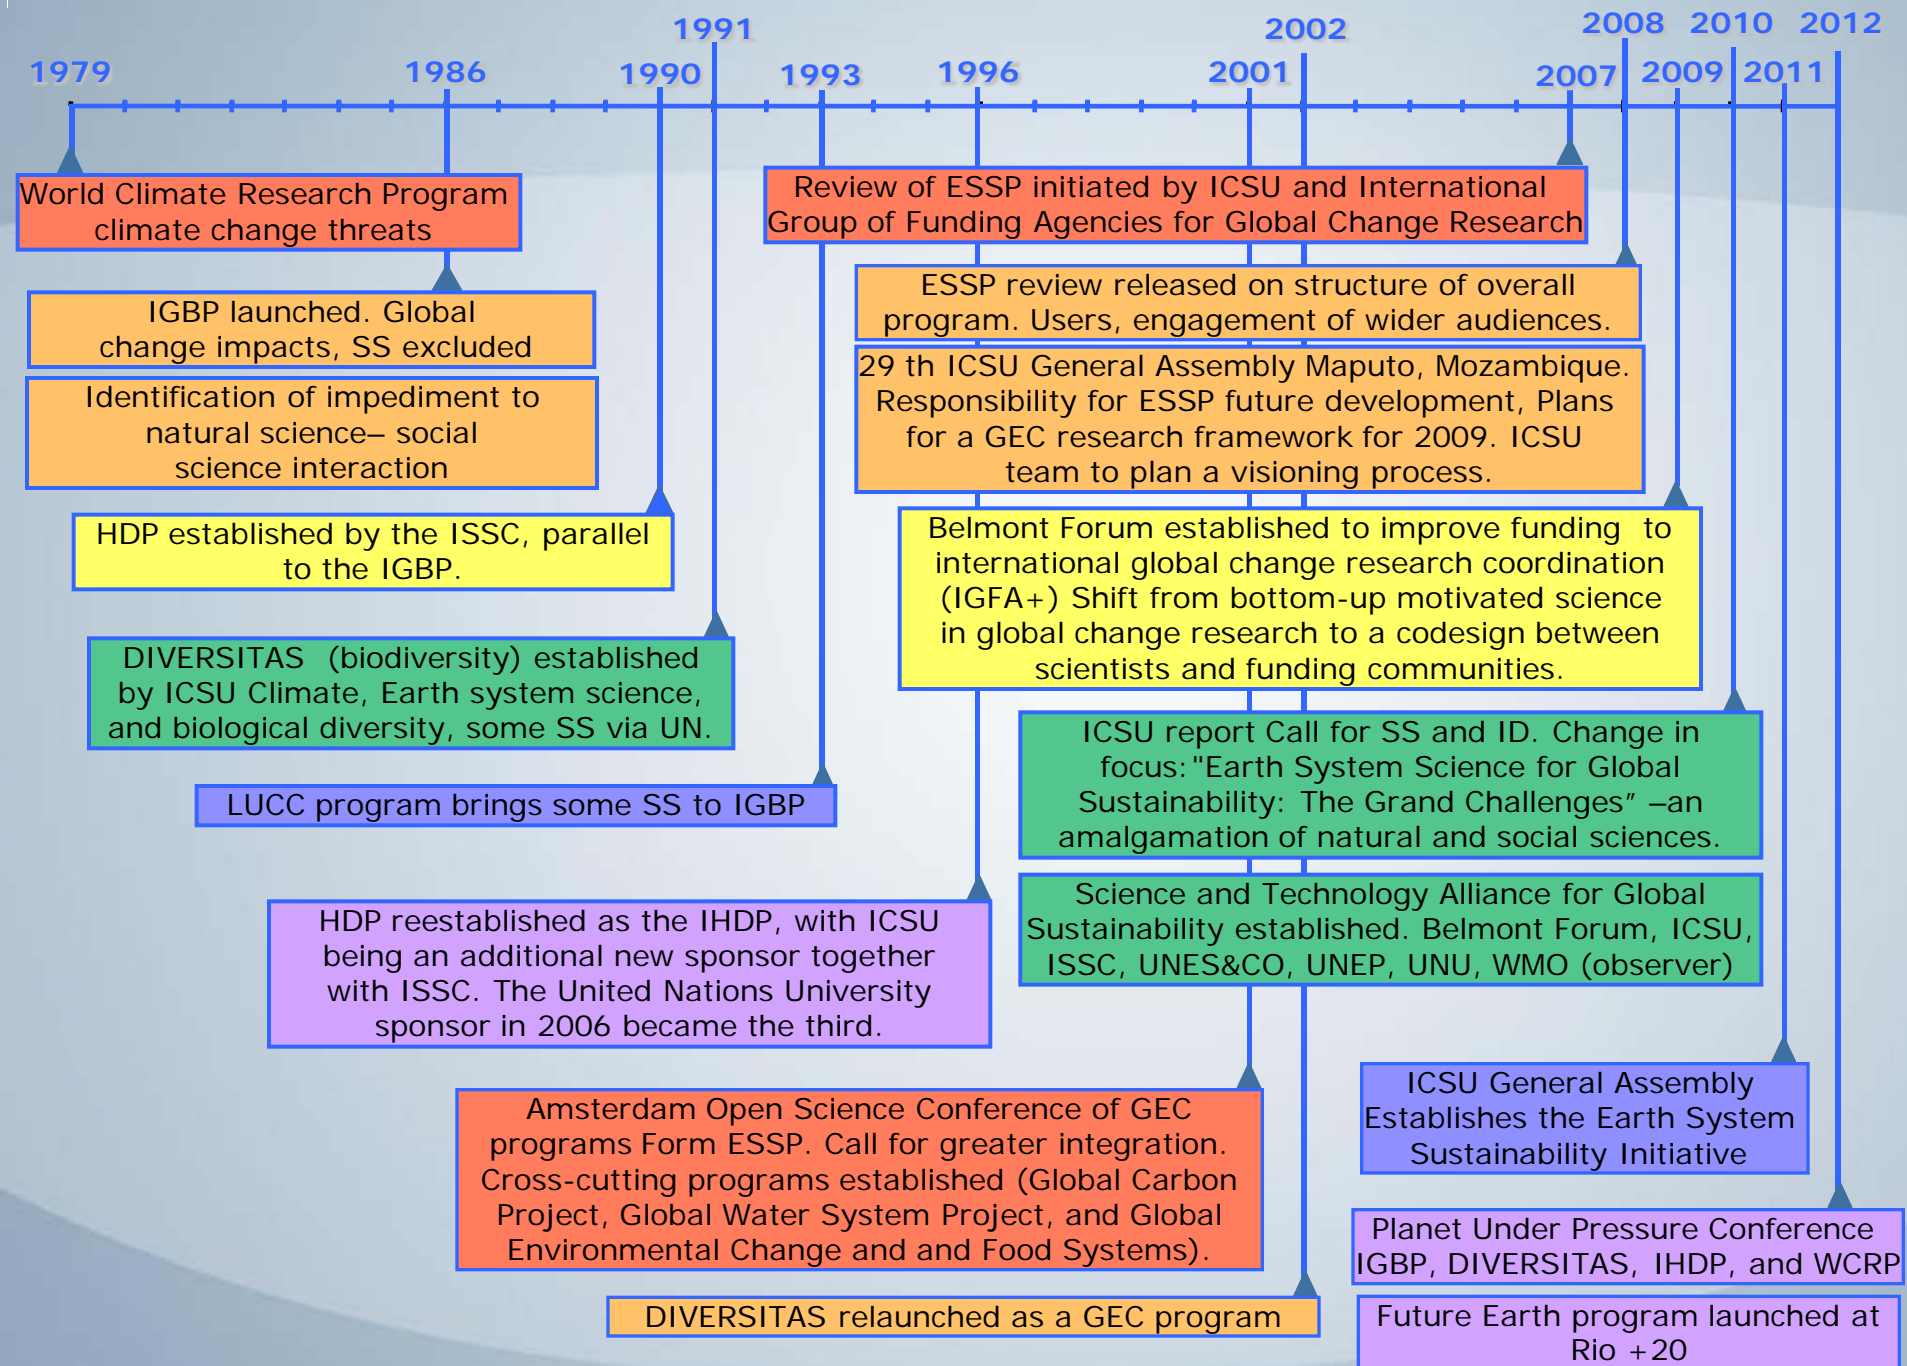 1979
1986
1990
1991
1993
1996
2001
2002
2007
2008
2009
2010
2011
2012
World Climate Research Program
climate change threats
IGBP launched. Global
change impacts, SS excluded
Identification of impediment to
natural science– social
science interaction
HDP established by the ISSC, parallel
to the IGBP.
DIVERSITAS (biodiversity) established
by ICSU Climate, Earth system science,
and biological diversity, some SS via UN.
LUCC program brings some SS to IGBP
HDP reestablished as the IHDP, with ICSU
being an additional new sponsor together
with ISSC. The United Nations University
sponsor in 2006 became the third.
Amsterdam Open Science Conference of GEC
programs Form ESSP. Call for greater integration.
Cross-cutting programs established (Global Carbon
Project, Global Water System Project, and Global
Environmental Change and and Food Systems).
DIVERSITAS relaunched as a GEC program
Review of ESSP initiated by ICSU and International
Group of Funding Agencies for Global Change Research
ESSP review released on structure of overall
program. Users, engagement of wider audiences.
29 th ICSU General Assembly Maputo, Mozambique.
Responsibility for ESSP future development, Plans
for a GEC research framework for 2009. ICSU
team to plan a visioning process.
Belmont Forum established to improve funding to
international global change research coordination
(IGFA+) Shift from bottom-up motivated science
in global change research to a codesign between
scientists and funding communities.
ICSU report Call for SS and ID. Change in
focus:"Earth System Science for Global
Sustainability: The Grand Challenges” –an
amalgamation of natural and social sciences.
Science and Technology Alliance for Global
Sustainability established. Belmont Forum, ICSU,
ISSC, UNES&CO, UNEP, UNU, WMO (observer)
ICSU General Assembly
Establishes the Earth System
Sustainability Initiative
Planet Under Pressure Conference
IGBP, DIVERSITAS, IHDP, and WCRP
Future Earth program launched at
Rio +20